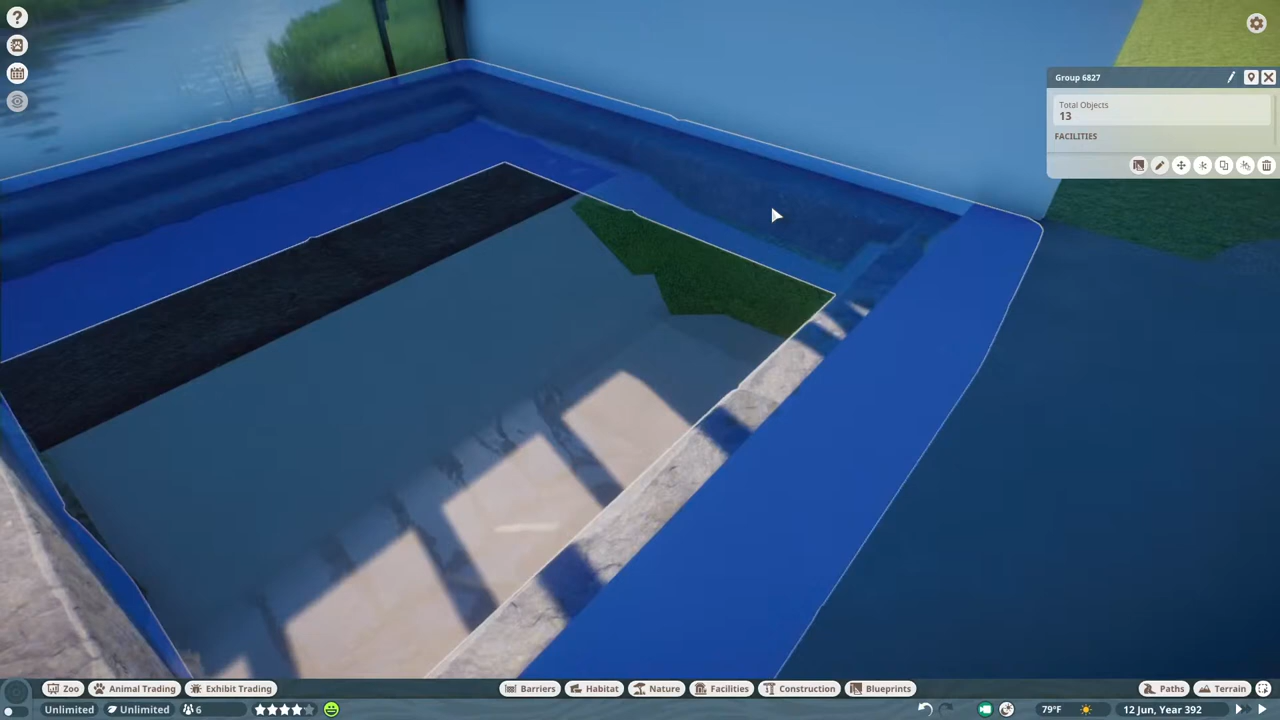 ?
Group 6827
Total Objects
13
FACILITIES
Zoo
Animal Trading
Exhibit Trading
Barriers
Habitat
Nature
Facilities
Construction
Blueprints
Paths
Terrain
Unlimited
Unlimited
6
79°F
12 Jun, Year 392